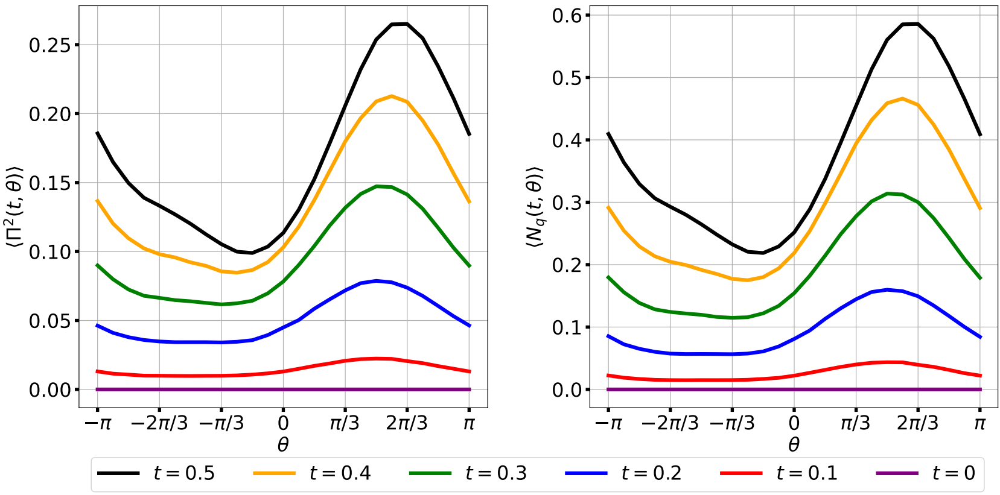 ⟨Π²(t, θ)⟩
0.25
0.20
0.15
0.10
0.05
0.00
−π −2π/3 −π/3 0 π/3 2π/3 π
θ
⟨N_q(t, θ)⟩
0.6
0.5
0.4
0.3
0.2
0.1
0.0
−π −2π/3 −π/3 0 π/3 2π/3 π
θ
t = 0.5 t = 0.4 t = 0.3 t = 0.2 t = 0.1 t = 0